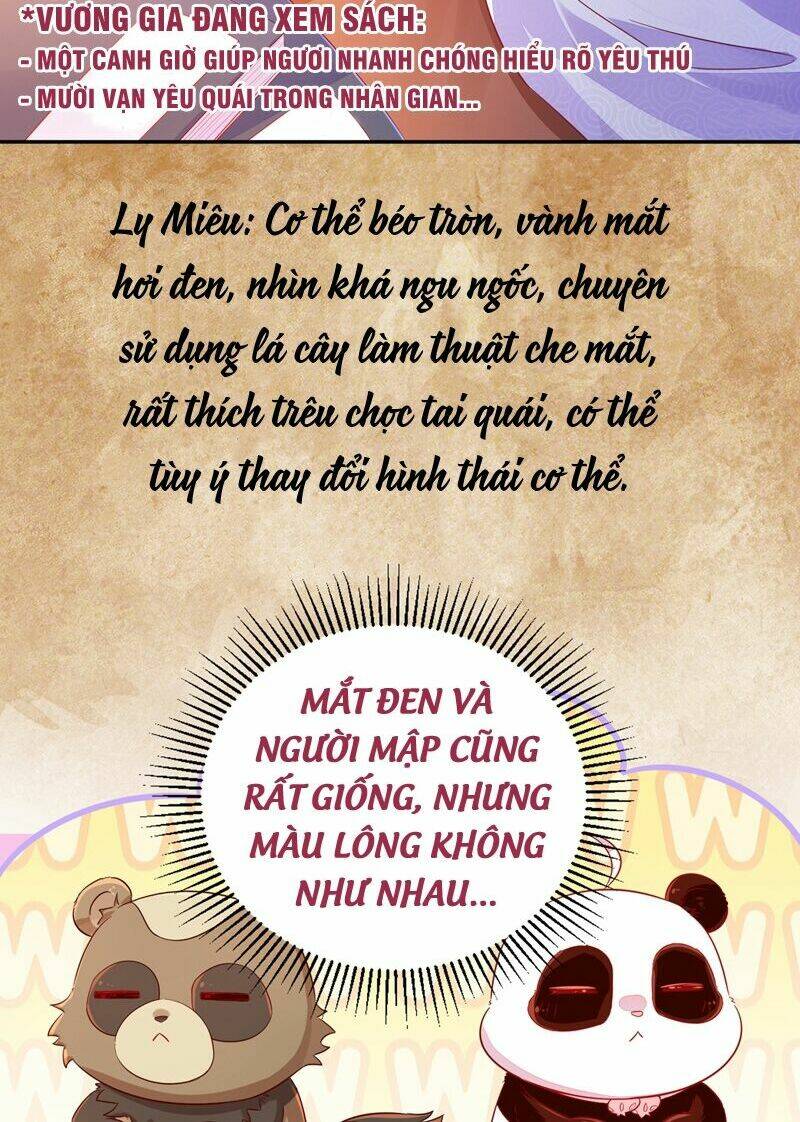 *VƯƠNG GIA ĐANG XEM SÁCH:
- MỘT CANH GIỜ GIÚP NGƯƠI NHANH CHÓNG HIỂU RÕ YÊU THÚ
- MƯỜI VẠN YÊU QUÁI TRONG NHÂN GIAN...
Ly Miêu: Cơ thể béo tròn, vành mắt
hơi đen, nhìn khá ngu ngốc, chuyên
sử dụng lá cây làm thuật che mắt,
rất thích trêu chọc tai quái, có thể
tùy ý thay đổi hình thái cơ thể.
MẮT ĐEN VÀ
NGƯỜI MẬP CŨNG
RẤT GIỐNG, NHƯNG
MÀU LÔNG KHÔNG
NHƯ NHAU...